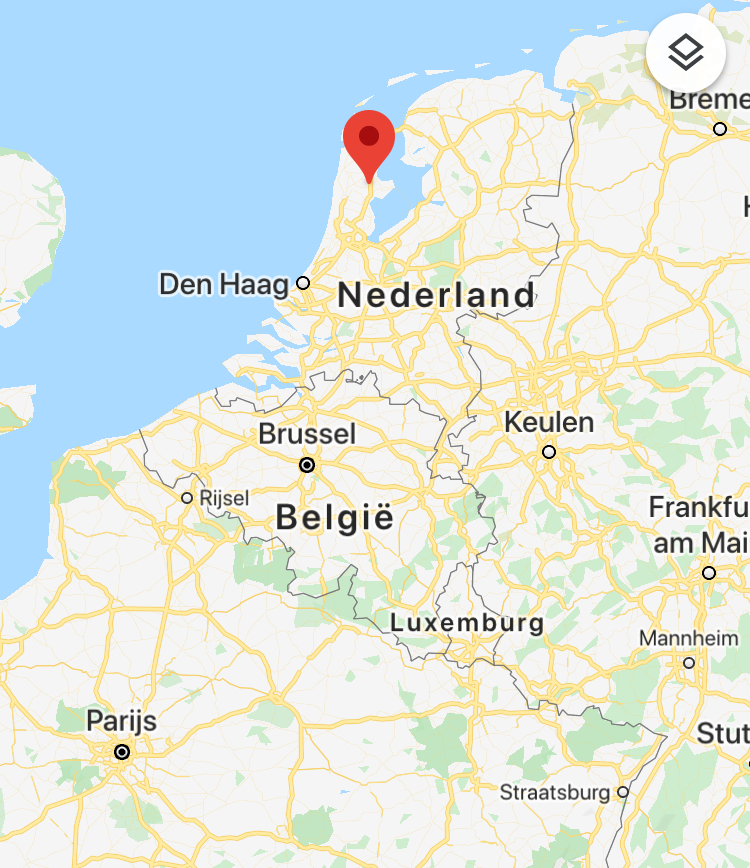 Breme
H
Den Haag
Nederland
Brussel
Keulen
Rijsel
België
Frankfu
am Mai
Luxemburg
Mannheim
Parijs
Stut
Straatsburg